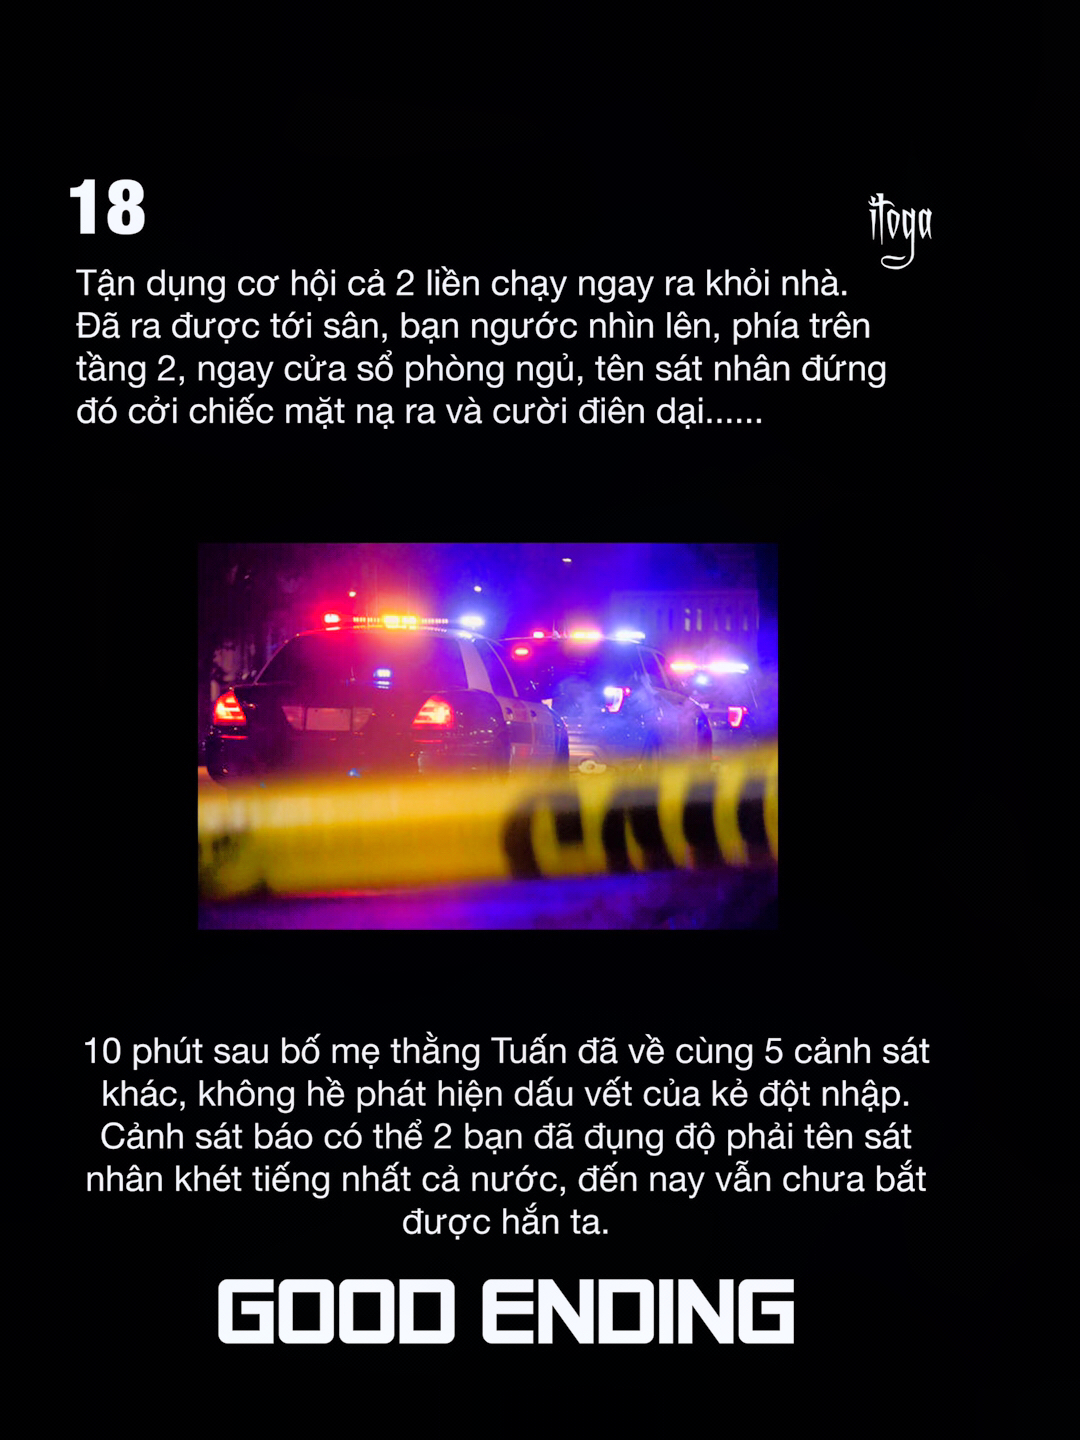 18
itoga
Tận dụng cơ hội cả 2 liền chạy ngay ra khỏi nhà.
Đã ra được tới sân, bạn ngước nhìn lên, phía trên
tầng 2, ngay cửa sổ phòng ngủ, tên sát nhân đứng
đó cởi chiếc mặt nạ ra và cười điên dại......
10 phút sau bố mẹ thằng Tuấn đã về cùng 5 cảnh sát
khác, không hề phát hiện dấu vết của kẻ đột nhập.
Cảnh sát báo có thể 2 bạn đã đụng độ phải tên sát
nhân khét tiếng nhất cả nước, đến nay vẫn chưa bắt
được hắn ta.
GOOD ENDING